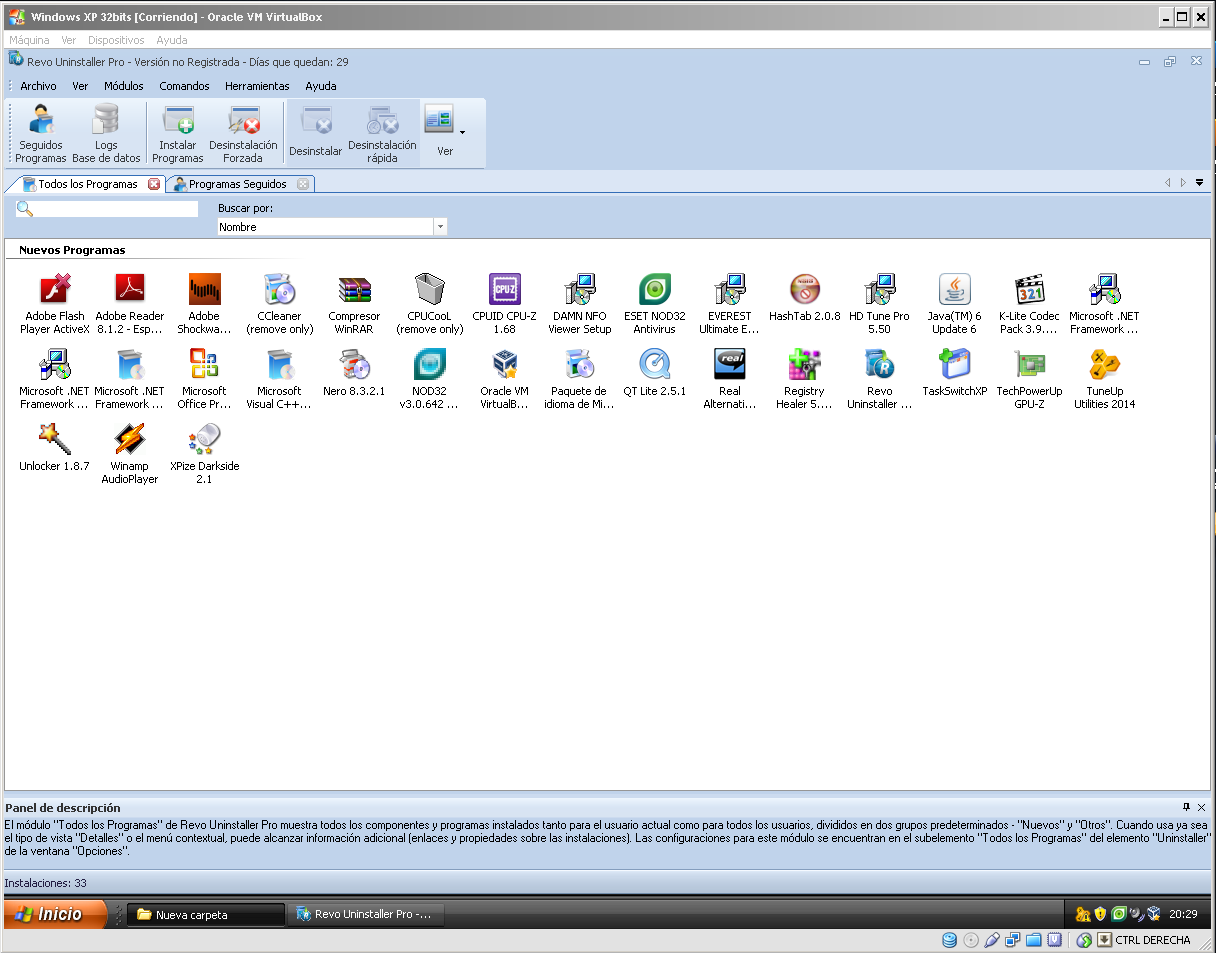 Windows XP 32bits [Corriendo] - Oracle VM VirtualBox
Máquina Ver Dispositivos Ayuda
Revo Uninstaller Pro - Versión no Registrada - Días que quedan: 29
Archivo Ver Módulos Comandos Herramientas Ayuda
Seguidos Programas
Logs Base de datos
Instalar Programas
Desinstalación Forzada
Desinstalar
Desinstalación rápida
Ver
Todos los Programas
Programas Seguidos
Buscar por:
Nombre
Nuevos Programas
Adobe Flash Player ActiveX
Adobe Reader 8.1.2 - Esp...
Adobe Shockwa...
CCleaner (remove only)
Compresor WinRAR
CPUCooL (remove only)
CPUID CPU-Z 1.68
DAMN NFO Viewer Setup
ESET NOD32 Antivirus
EVEREST Ultimate E...
HashTab 2.0.8
HD Tune Pro 5.50
Java(TM) 6 Update 6
K-Lite Codec Pack 3.9....
Microsoft .NET Framework ...
Microsoft .NET Framework ...
Microsoft .NET Framework ...
Microsoft Office Pr...
Microsoft Visual C++...
Nero 8.3.2.1
NOD32 v3.0.642 ...
Oracle VM VirtualB...
Paquete de idioma de Mi...
QT Lite 2.5.1
Real Alternati...
Registry Healer 5....
Revo Uninstaller ...
TaskSwitchXP
TechPowerUp GPU-Z
TuneUp Utilities 2014
Unlocker 1.8.7
Winamp AudioPlayer
XPize Darkside 2.1
Panel de descripción
El módulo "Todos los Programas" de Revo Uninstaller Pro muestra todos los componentes y programas instalados tanto para el usuario actual como para todos los usuarios, divididos en dos grupos predeterminados - "Nuevos" y "Otros". Cuando usa ya sea
el tipo de vista "Detalles" o el menú contextual, puede alcanzar información adicional (enlaces y propiedades sobre las instalaciones). Las configuraciones para este módulo se encuentran en el subelemento "Todos los Programas" del elemento "Uninstaller"
de la ventana "Opciones".
Instalaciones: 33
Inicio
Nueva carpeta
Revo Uninstaller Pro -...
20:29
CTRL DERECHA